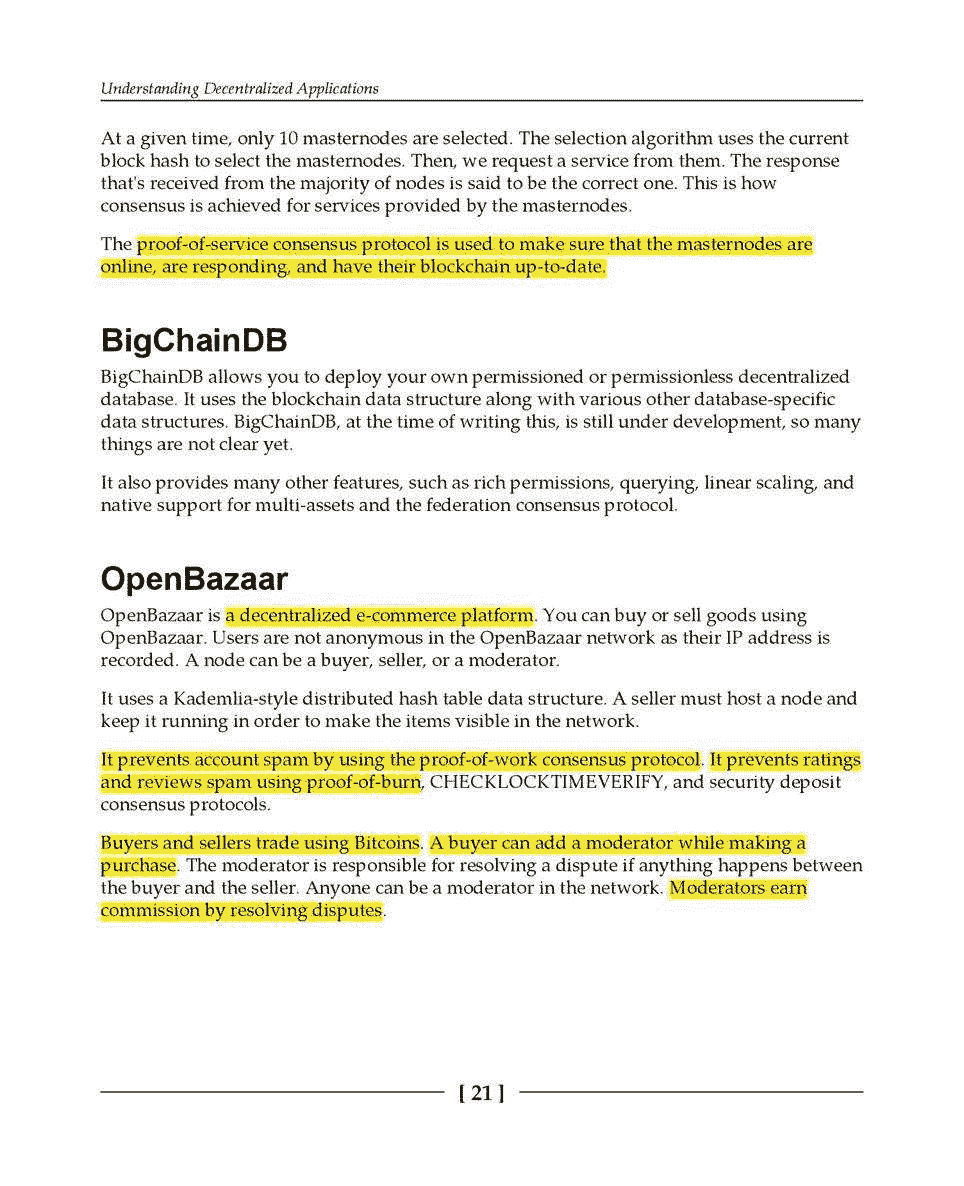 Understanding Decentralized Applications
At a given time, only 10 masternodes are selected. The selection algorithm uses the current
block hash to select the masternodes. Then, we request a service from them. The response
that's received from the majority of nodes is said to be the correct one. This is how
consensus is achieved for services provided by the masternodes.
The proof-of-service consensus protocol is used to make sure that the masternodes are
online, are responding, and have their blockchain up-to-date.
BigChainDB
BigChainDB allows you to deploy your own permissioned or permissionless decentralized
database. It uses the blockchain data structure along with various other database-specific
data structures. BigChainDB, at the time of writing this, is still under development, so many
things are not clear yet.
It also provides many other features, such as rich permissions, querying, linear scaling, and
native support for multi-assets and the federation consensus protocol.
OpenBazaar
OpenBazaar is a decentralized e-commerce platform. You can buy or sell goods using
OpenBazaar. Users are not anonymous in the OpenBazaar network as their IP address is
recorded. A node can be a buyer, seller, or a moderator.
It uses a Kademlia-style distributed hash table data structure. A seller must host a node and
keep it running in order to make the items visible in the network.
It prevents account spam by using the proof-of-work consensus protocol. It prevents ratings
and reviews spam using proof-of-burn, CHECKLOCKTIMEVERIFY, and security deposit
consensus protocols.
Buyers and sellers trade using Bitcoins. A buyer can add a moderator while making a
purchase. The moderator is responsible for resolving a dispute if anything happens between
the buyer and the seller. Anyone can be a moderator in the network. Moderators earn
commission by resolving disputes.
[ 21 ]